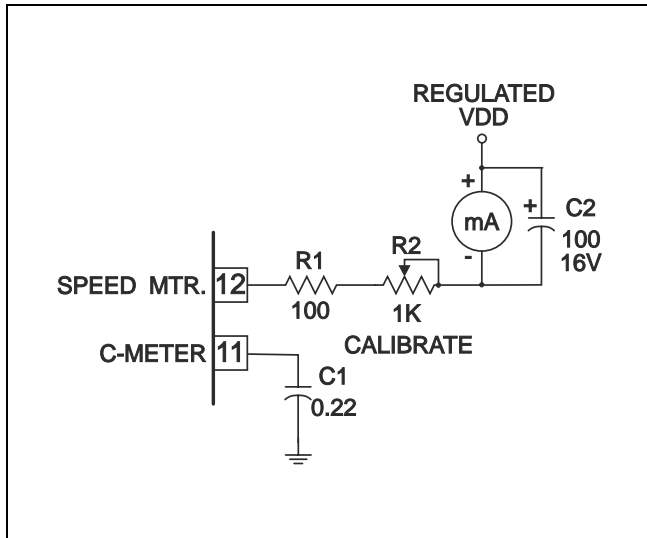 REGULATED
VDD
+
mA
-
+
C2
100
16V
R1
100
R2
1K
CALIBRATE
SPEED MTR. 12
C-METER 11
C1
0.22